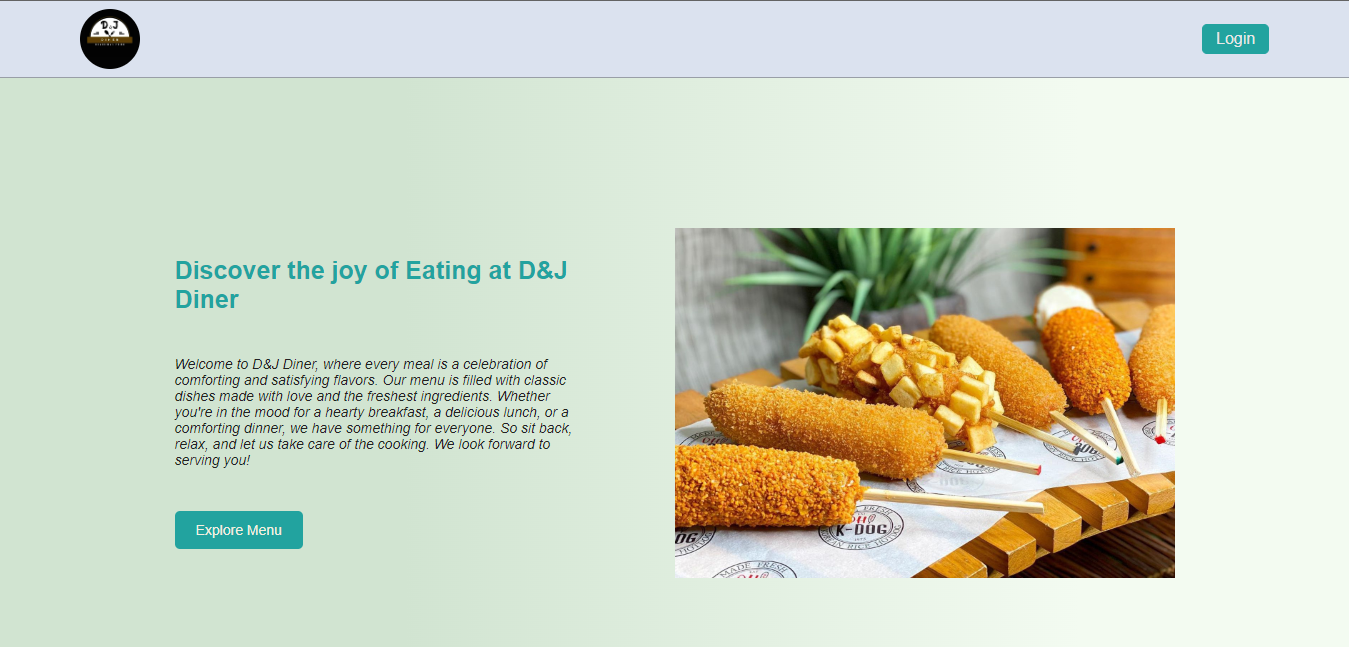 D&J
DINER
Login
Discover the joy of Eating at D&J
Diner
Welcome to D&J Diner, where every meal is a celebration of
comforting and satisfying flavors. Our menu is filled with classic
dishes made with love and the freshest ingredients. Whether
you're in the mood for a hearty breakfast, a delicious lunch, or a
comforting dinner, we have something for everyone. So sit back,
relax, and let us take care of the cooking. We look forward to
serving you!
Explore Menu
K-DOG
MADE FRESH